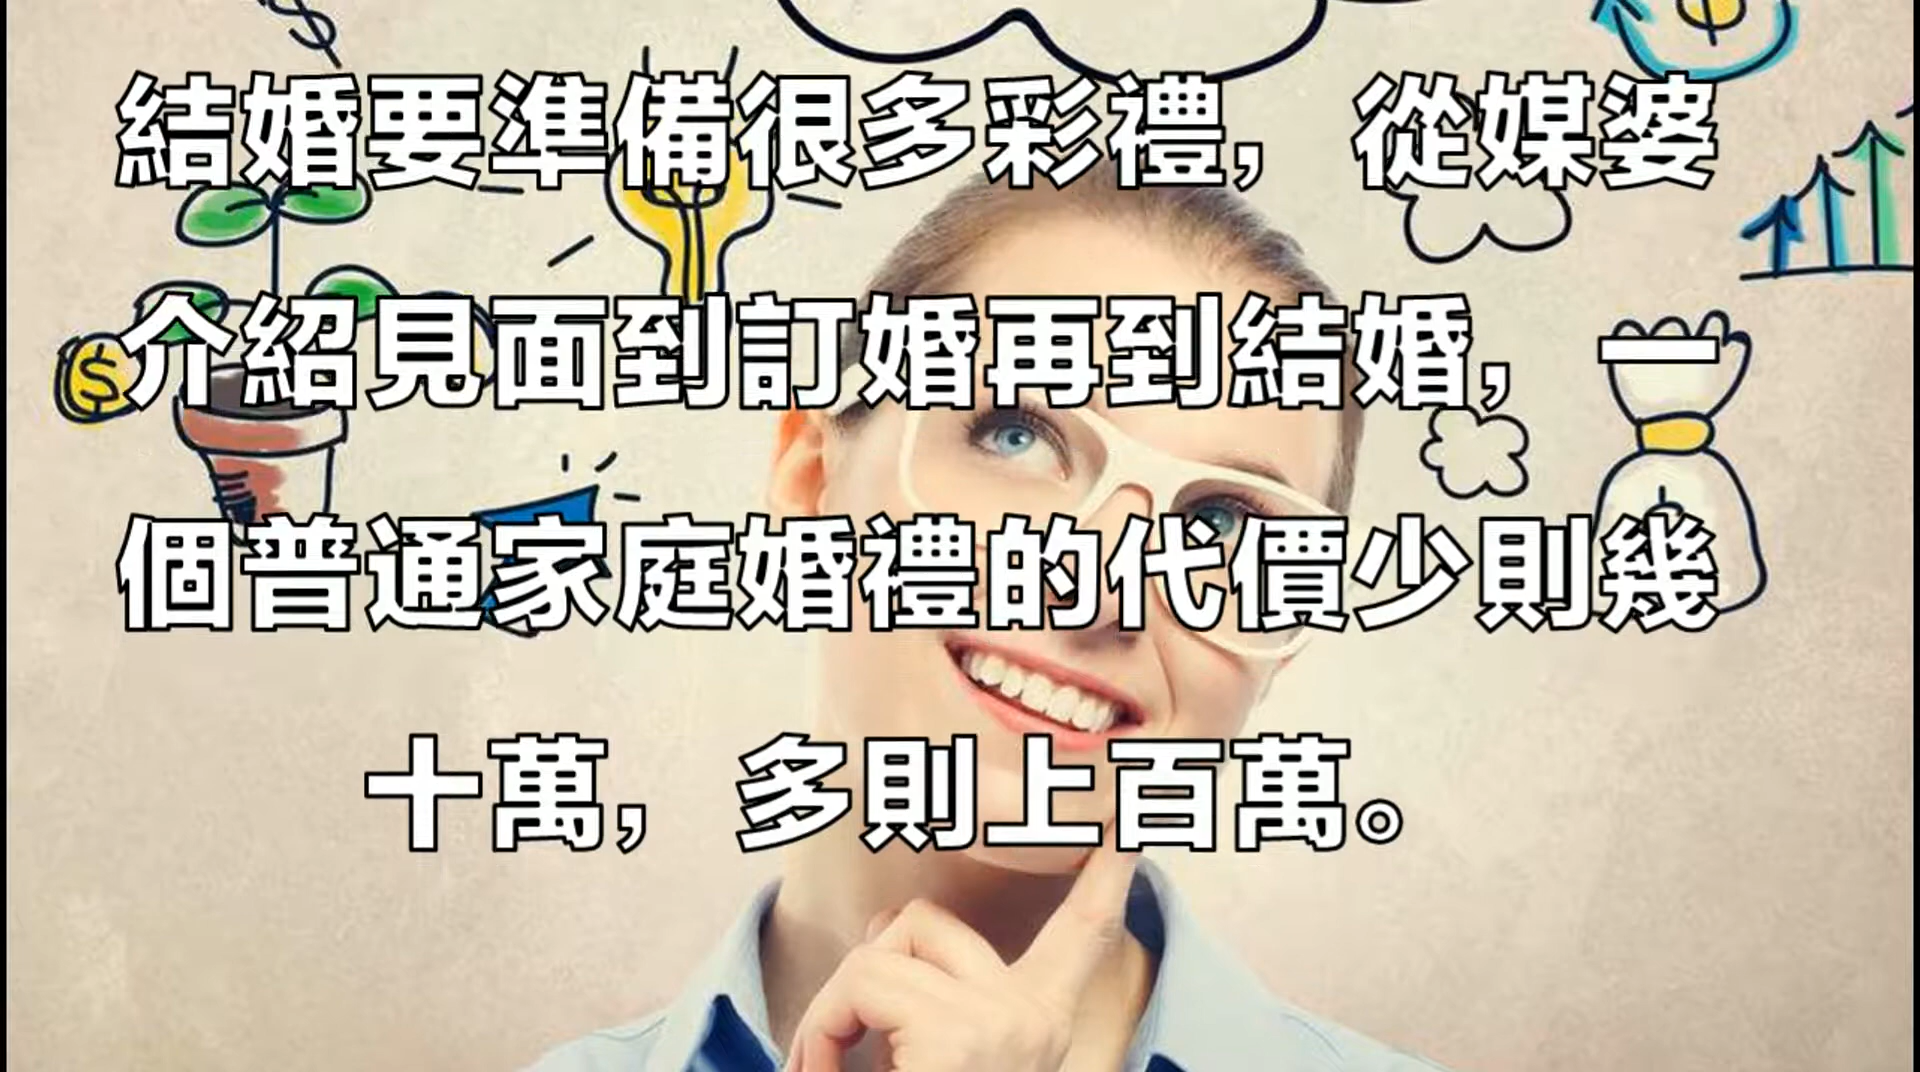 結婚要準備很多彩禮，從媒婆
介紹見面到訂婚再到結婚，一
個普通家庭婚禮的代價少則幾
十萬，多則上百萬。